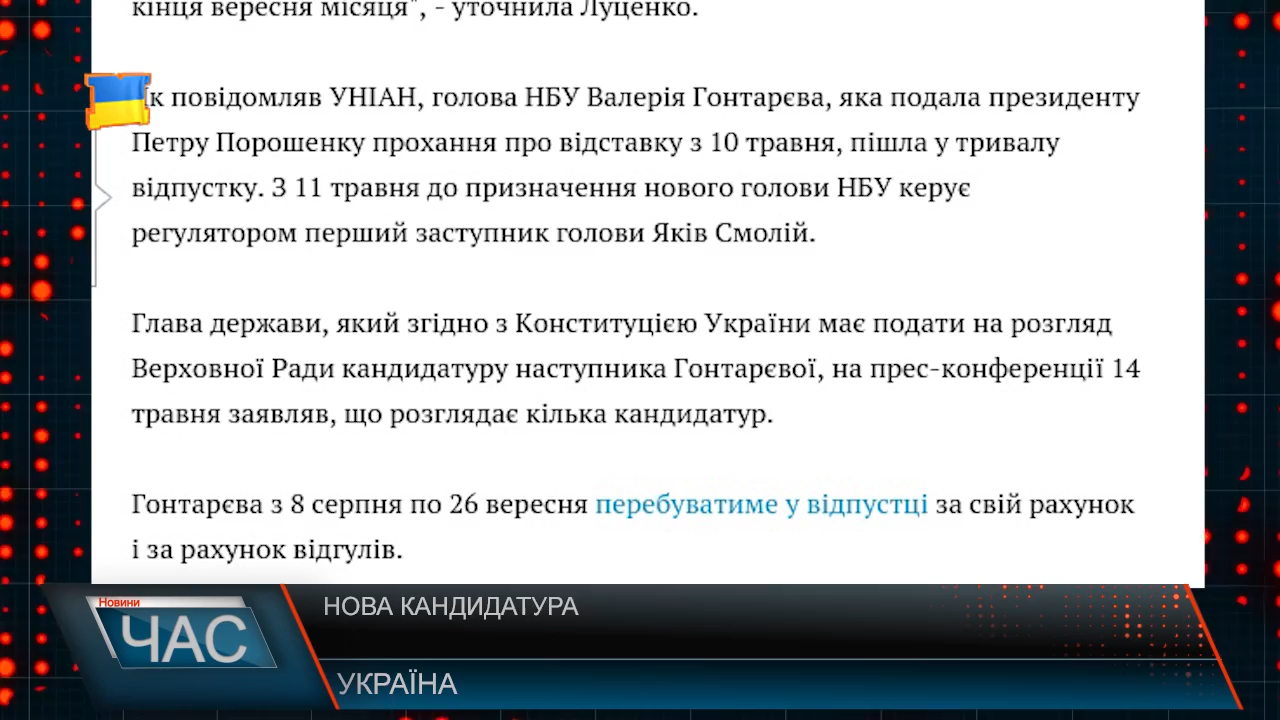 кінця вересня місяця", - уточнила Луценко.
к повідомляв УНІАН, голова НБУ Валерія Гонтарєва, яка подала президенту
Петру Порошенку прохання про відставку з 10 травня, пішла у тривалу
відпустку. З 11 травня до призначення нового голови НБУ керує
регулятором перший заступник голови Яків Смолій.
Глава держави, який згідно з Конституцією України має подати на розгляд
Верховної Ради кандидатуру наступника Гонтарєвої, на прес-конференції 14
травня заявляв, що розглядає кілька кандидатур.
Гонтарєва з 8 серпня по 26 вересня перебуватиме у відпустці за свій рахунок
і за рахунок відгулів.
Новини
ЧАС
НОВА КАНДИДАТУРА
УКРАЇНА